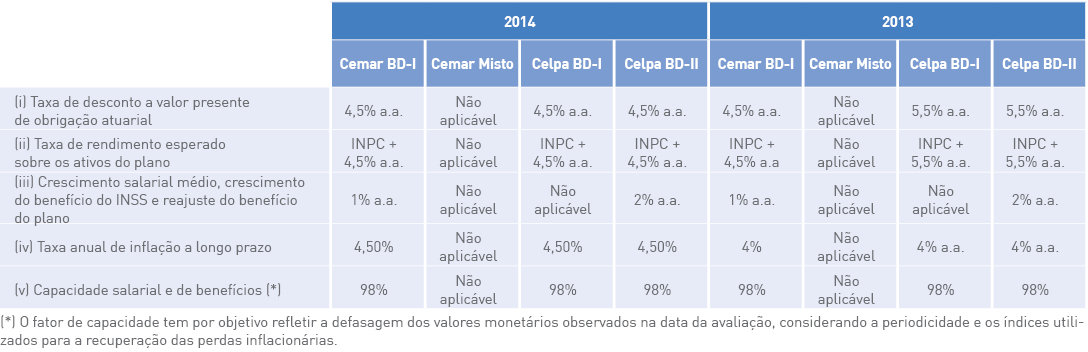 2014 2013
Cemar BD-I Cemar Misto Celpa BD-I Celpa BD-II Cemar BD-I Cemar Misto Celpa BD-I Celpa BD-II
(i) Taxa de desconto a valor presente
de obrigação atuarial
4,5% a.a. Não aplicável 4,5% a.a. 4,5% a.a. 4,5% a.a. Não aplicável 5,5% a.a. 5,5% a.a.
(ii) Taxa de rendimento esperado
sobre os ativos do plano
INPC + Não INPC + INPC + INPC + Não INPC + INPC +
4,5% a.a. aplicável 4,5% a.a. 4,5% a.a. 4,5% a.a aplicável 5,5% a.a. 5,5% a.a.
(iii) Crescimento salarial médio, crescimento
do benefício do INSS e reajuste do benefício
do plano
1% a.a. Não aplicável Não aplicável 2% a.a. 1% a.a. Não aplicável Não aplicável 2% a.a.
(iv) Taxa anual de inflação a longo prazo 4,50% Não aplicável 4,50% 4,50% 4% Não aplicável 4% a.a. 4% a.a.
(v) Capacidade salarial e de benefícios (*) 98% Não aplicável 98% 98% 98% Não aplicável 98% 98%
(*) O fator de capacidade tem por objetivo refletir a defasagem dos valores monetários observados na data da avaliação, considerando a periodicidade e os índices utili-
zados para a recuperação das perdas inflacionárias.